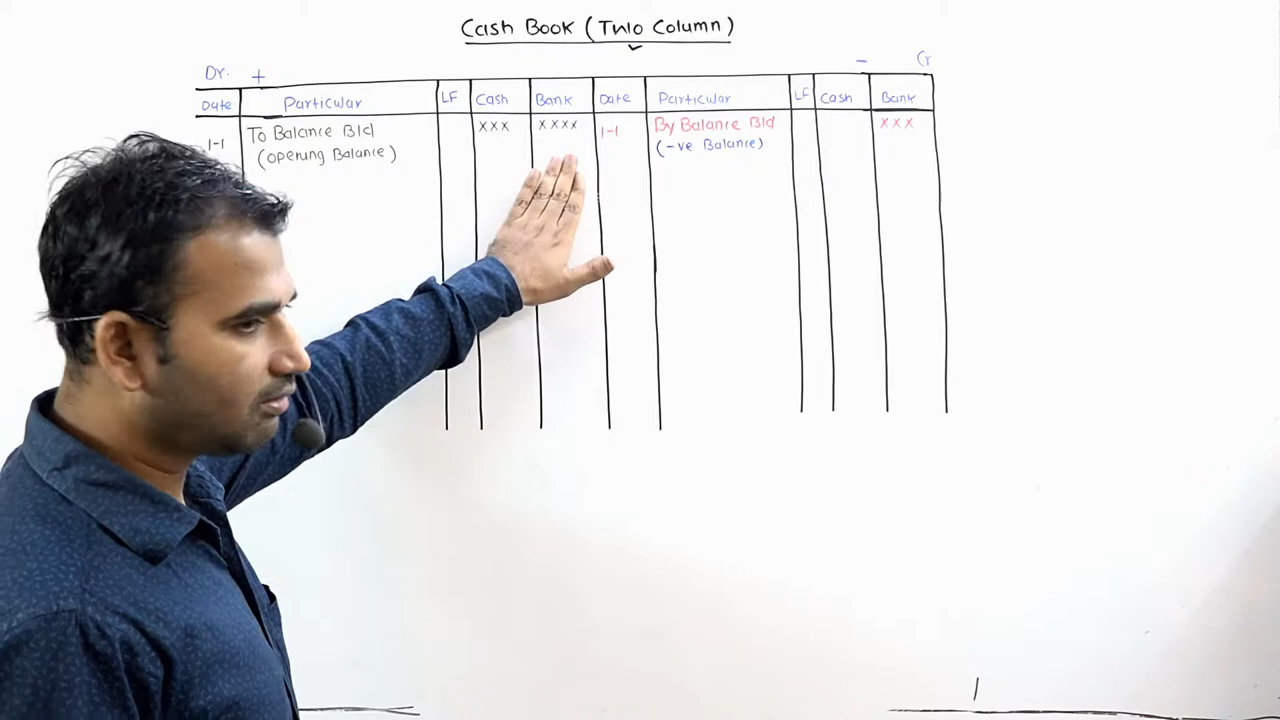 Cash Book (Two Column)
Dr. + - Cr
Date Particular LF Cash Bank Date Particular LF Cash Bank
1-1 To Balance B/d xxx xxxx 1-1 By Balance B/d xxx
(opening Balance) (-ve Balance)